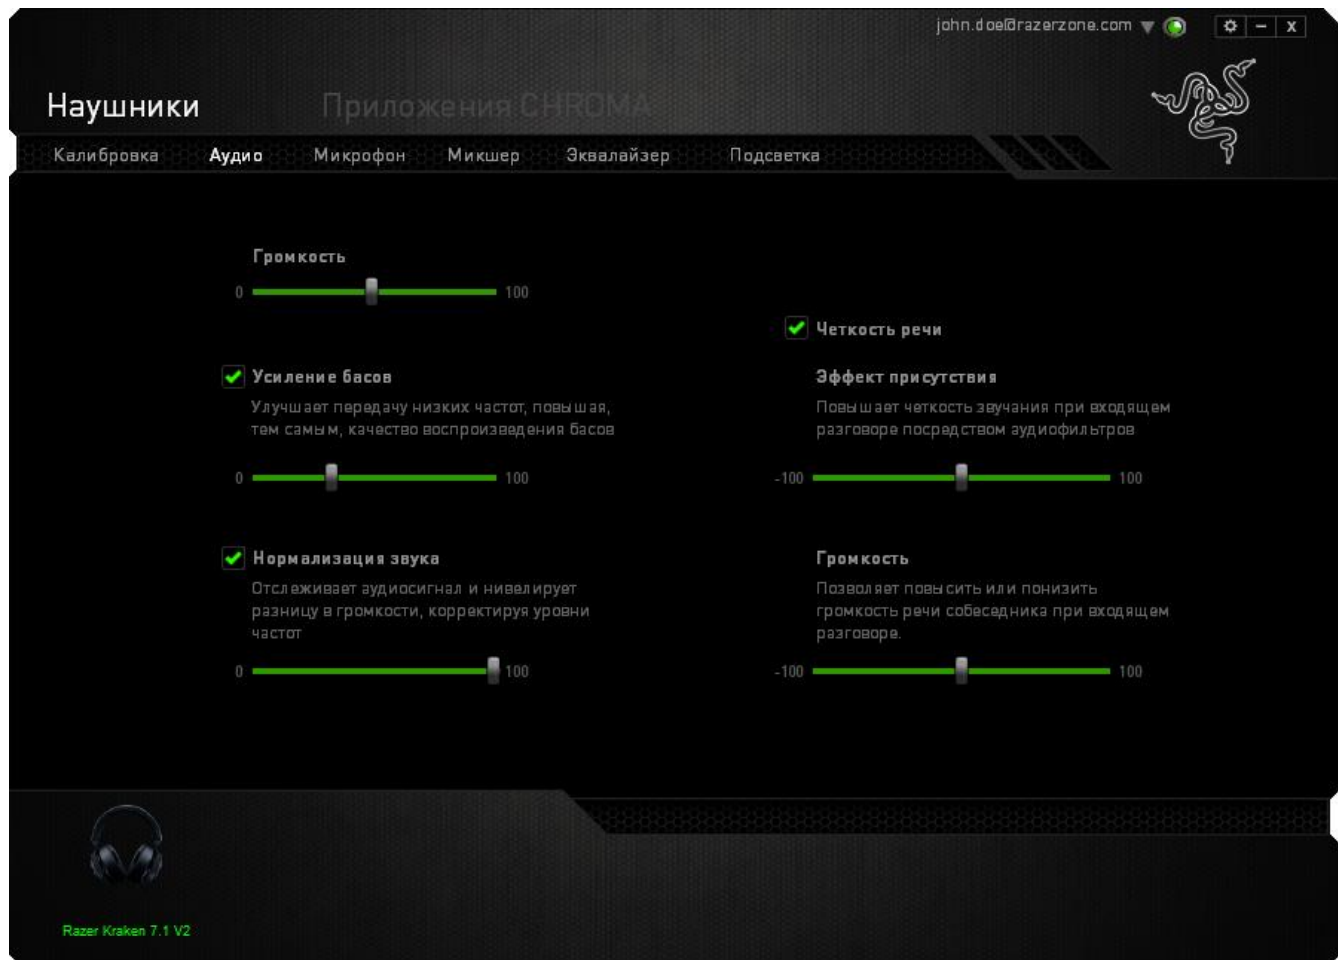 john.doe@razerzone.com
Наушники
Приложения CHROMA
Калибровка Аудио Микрофон Микшер Эквалайзер Подсветка
Громкость
0 100
Усиление басов
Улучшает передачу низких частот, повышая,
тем самым, качество воспроизведения басов
0 100
Нормализация звука
Отслеживает аудиосигнал и нивелирует
разницу в громкости, корректируя уровни
частот
0 100
Четкость речи
Эффект присутствия
Повышает четкость звучания при входящем
разговоре посредством аудиофильтров
-100 100
Громкость
Позволяет повысить или понизить
громкость речи собеседника при входящем
разговоре.
-100 100
Razer Kraken 7.1 V2